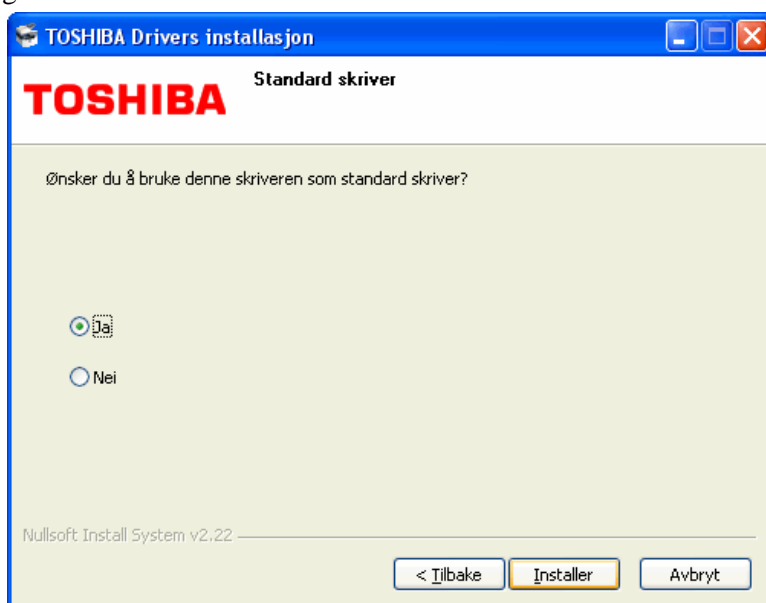 TOSHIBA Drivers installasjon
Standard skriver
TOSHIBA
Ønsker du å bruke denne skriveren som standard skriver?
Ja
Nei
Nullsoft Install System v2.22
< Tilbake Installer Avbryt